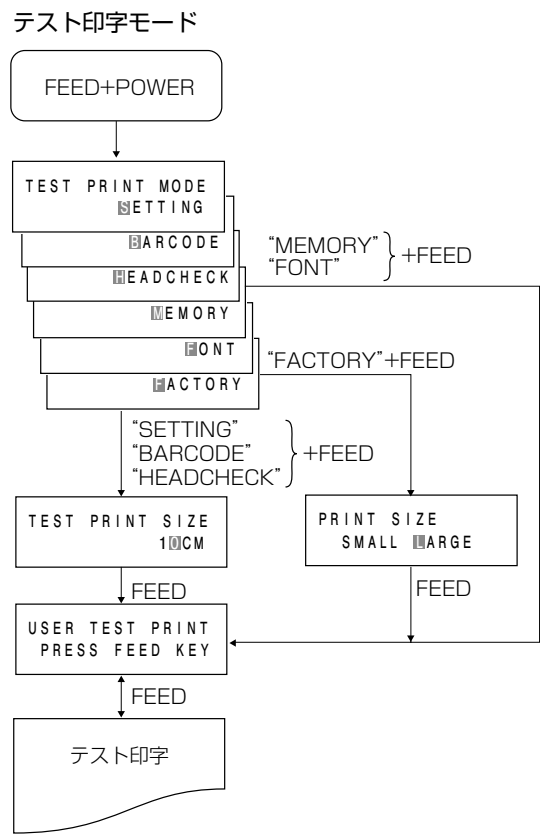 テスト印字モード
FEED+POWER
TEST PRINT MODE
SETTING
BARCODE
HEADCHECK
MEMORY
FONT
FACTORY
“MEMORY”
“FONT”
+FEED
“FACTORY”+FEED
“SETTING”
“BARCODE”
“HEADCHECK”
+FEED
TEST PRINT SIZE
10CM
PRINT SIZE
SMALL LARGE
FEED
FEED
USER TEST PRINT
PRESS FEED KEY
FEED
テスト印字